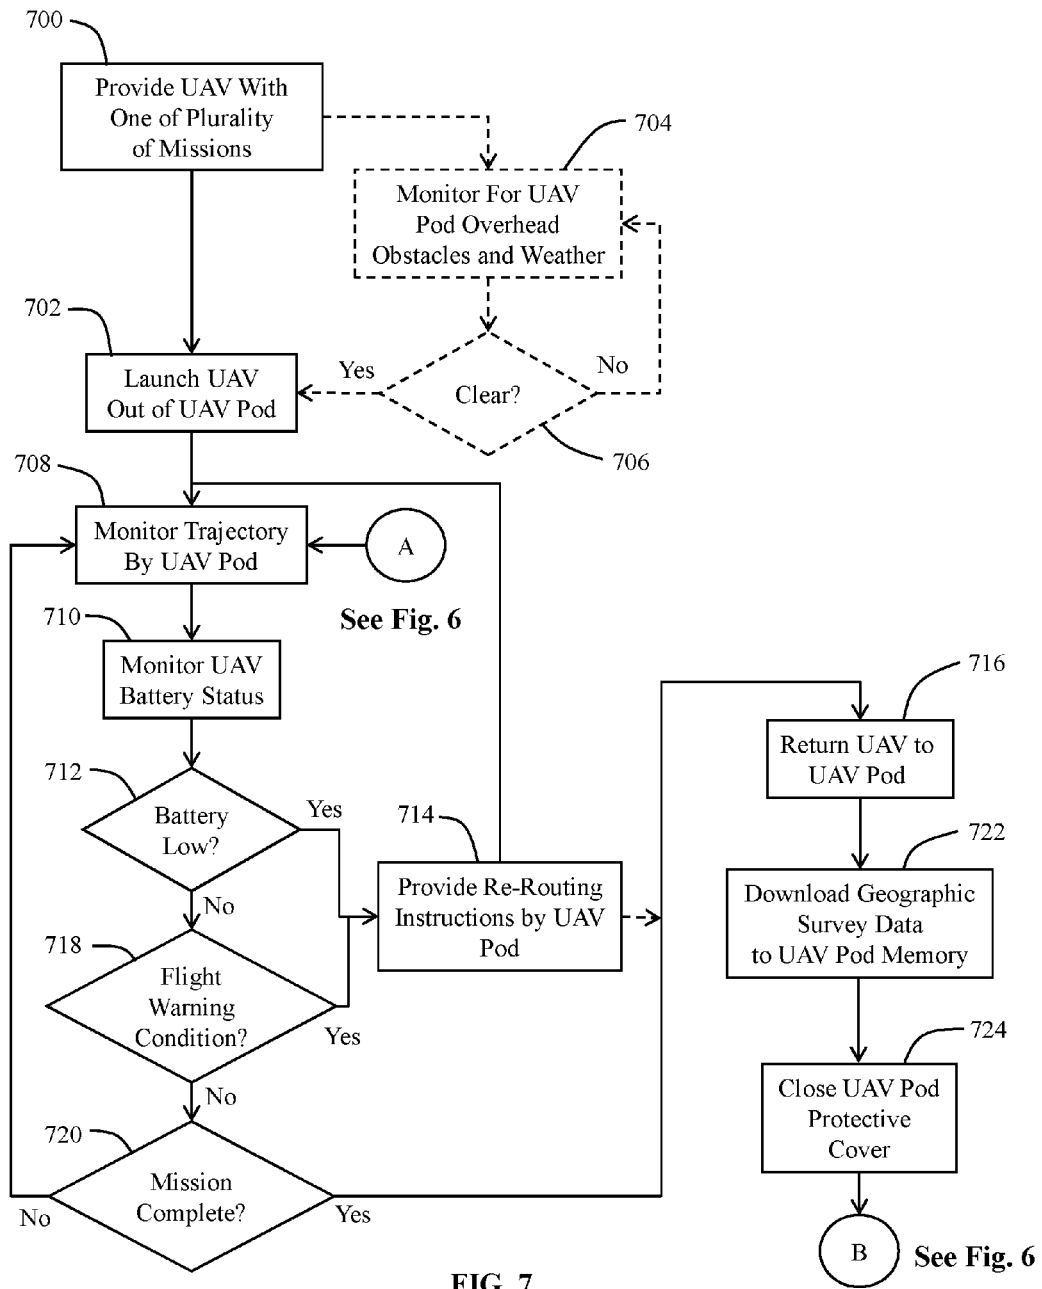 700
Provide UAV With
One of Plurality
of Missions
704
Monitor For UAV
Pod Overhead
Obstacles and Weather
702
Launch UAV
Out of UAV Pod
Yes
Clear?
No
706
708
Monitor Trajectory
By UAV Pod
A
See Fig. 6
710
Monitor UAV
Battery Status
712
Battery
Low?
Yes
No
714
Provide Re-Routing
Instructions by UAV
Pod
718
Flight
Warning
Condition?
Yes
No
720
Mission
Complete?
No
Yes
716
Return UAV to
UAV Pod
722
Download Geographic
Survey Data
to UAV Pod Memory
724
Close UAV Pod
Protective
Cover
B
See Fig. 6
FIG. 7